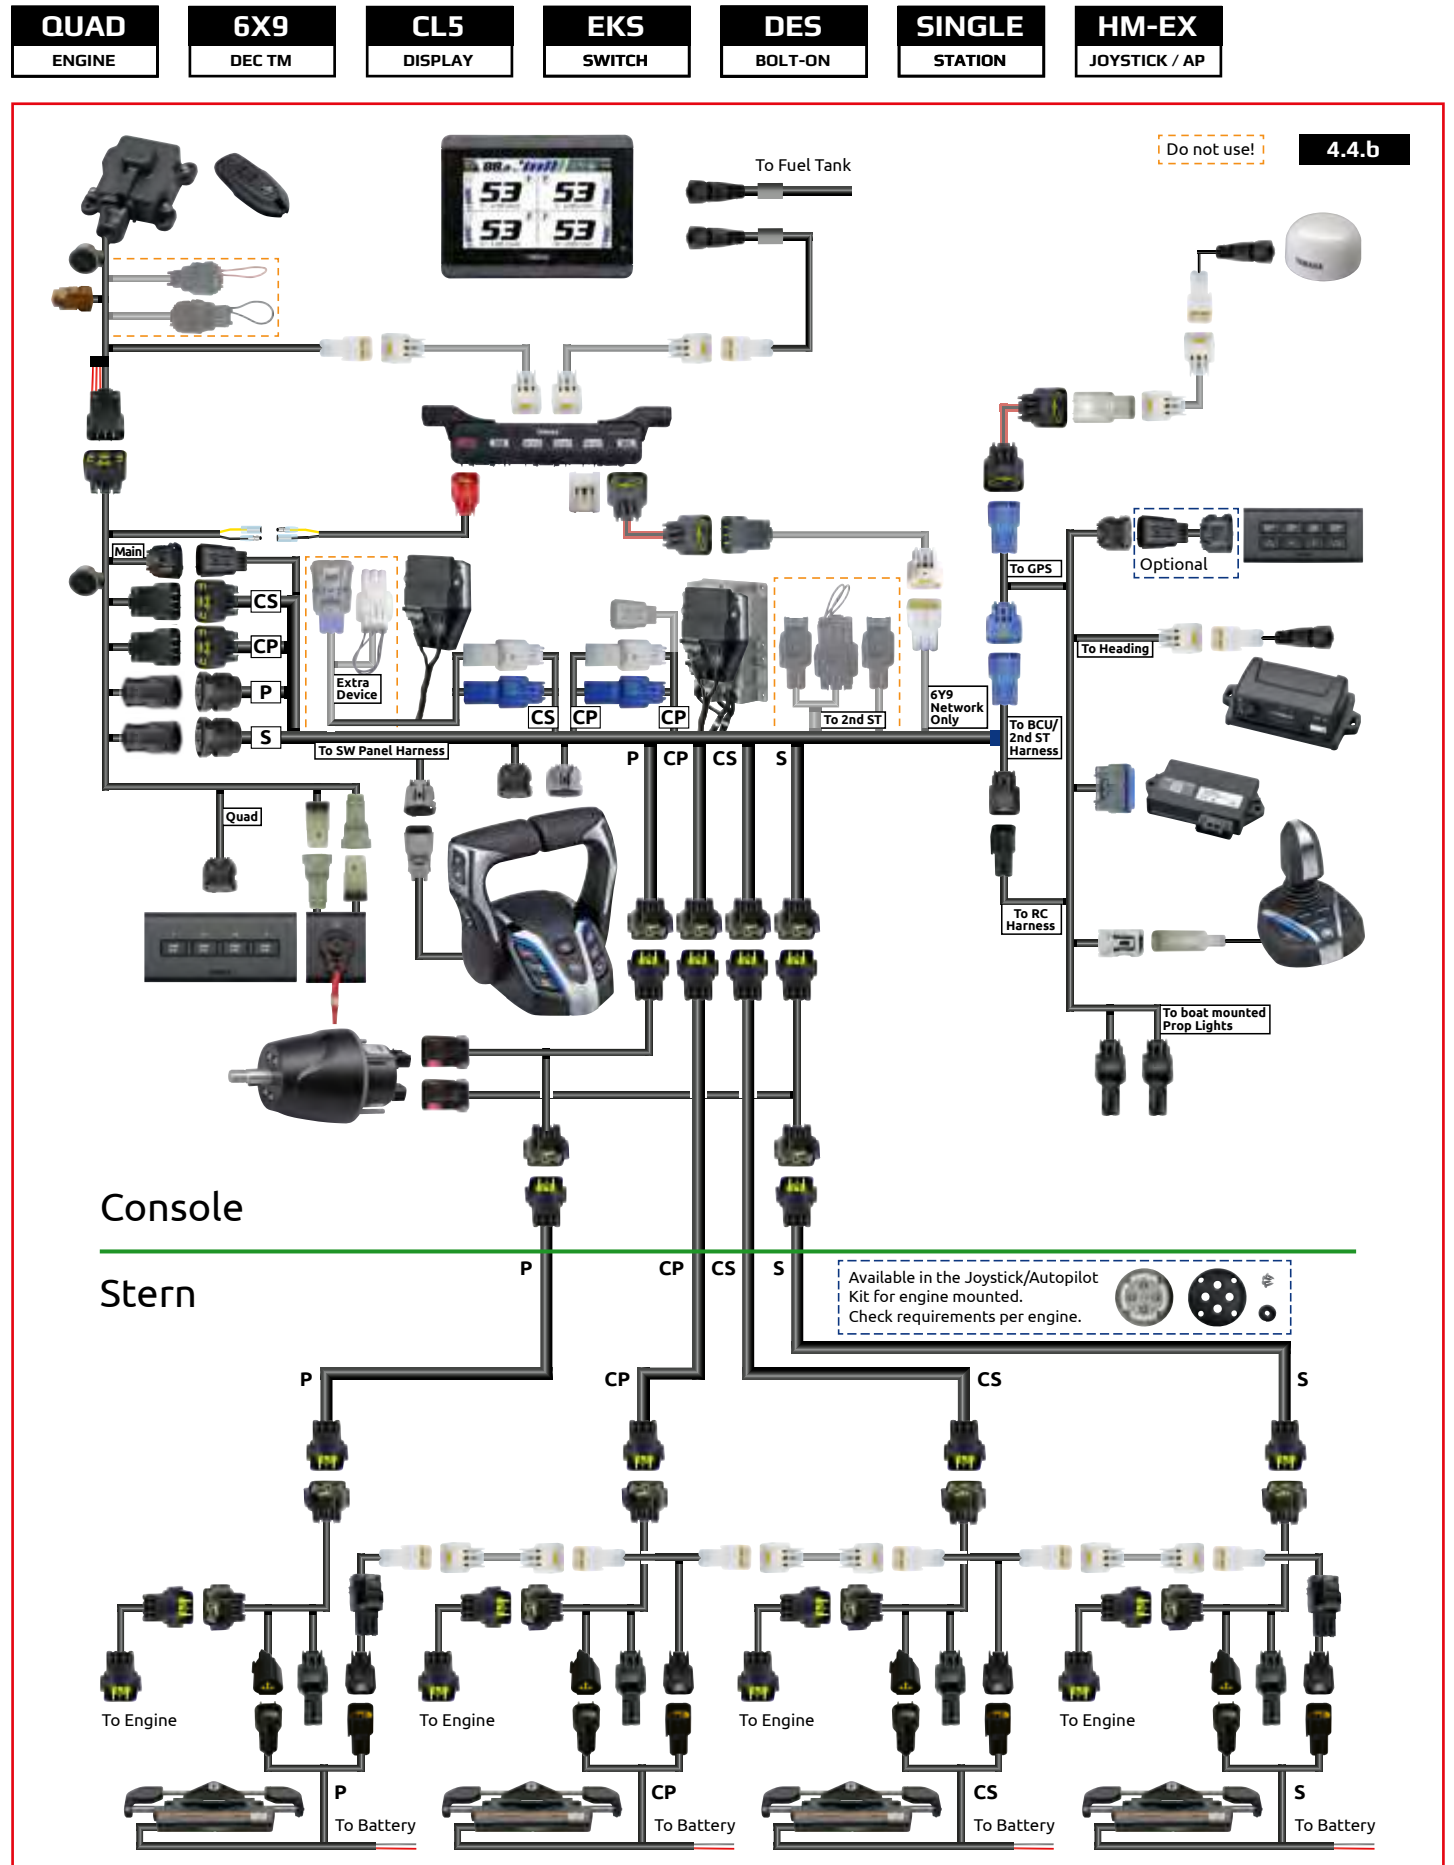 QUAD
ENGINE
6X9
DEC TM
CL5
DISPLAY
EKS
SWITCH
DES
BOLT-ON
SINGLE
STATION
HM-EX
JOYSTICK / AP
Do not use!
4.4.b
To Fuel Tank
53 53
53 53
YAMAHA
Main
CS
CP
P
S
Extra
Device
CS
CP
CP
To 2nd ST
6Y9
Network
Only
To GPS
Optional
To Heading
To BCU/
2nd ST
Harness
To SW Panel Harness
P
CP
CS
S
Quad
To RC
Harness
To boat mounted
Prop Lights
Console
Stern
P
CP
CS
S
Available in the Joystick/Autopilot
Kit for engine mounted.
Check requirements per engine.
P
CP
CS
S
To Engine
To Engine
To Engine
To Engine
P
CP
CS
S
To Battery
To Battery
To Battery
To Battery